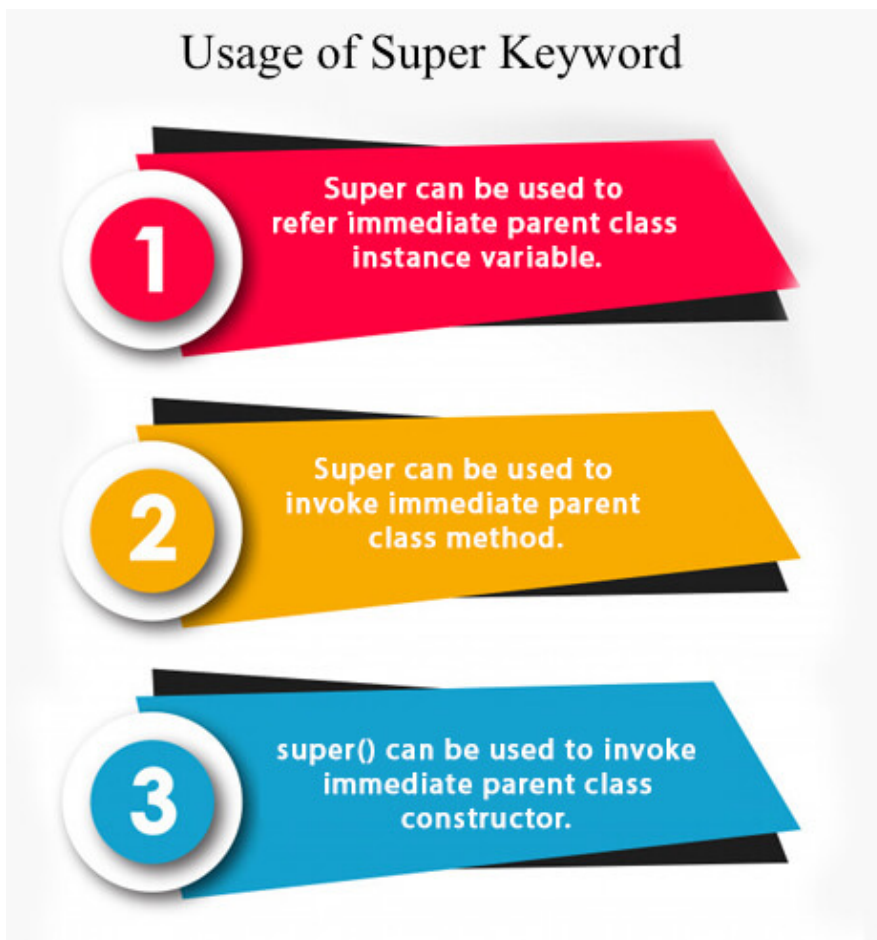 Usage of Super Keyword
1
Super can be used to
refer immediate parent class
instance variable.
2
Super can be used to
invoke immediate parent
class method.
3
super() can be used to invoke
immediate parent class
constructor.